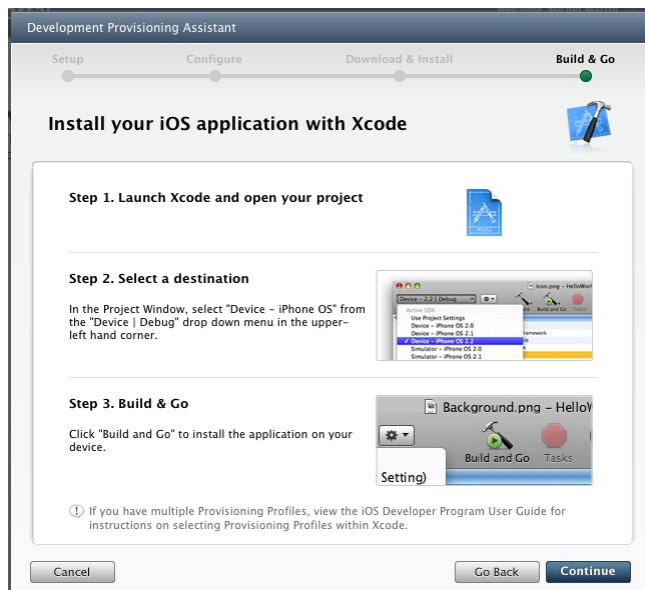 Development Provisioning Assistant
Setup Configure Download & Install Build & Go
Install your iOS application with Xcode
Step 1. Launch Xcode and open your project
PROJ
Step 2. Select a destination
In the Project Window, select "Device – iPhone OS" from
the "Device | Debug" drop down menu in the upper-
left hand corner.
Icon.png – HelloWorl
Device – 2.2 | Debug
Build and Go Tasks
Active SDK
Use Project Settings
Device – iPhone OS 2.0
Device – iPhone OS 2.1
✓ Device – iPhone OS 2.2
Simulator – iPhone OS 2.0
Simulator – iPhone OS 2.1
Step 3. Build & Go
Click "Build and Go" to install the application on your
device.
Background.png – HelloW
Build and Go Tasks
Setting)
If you have multiple Provisioning Profiles, view the iOS Developer Program User Guide for
instructions on selecting Provisioning Profiles within Xcode.
Cancel Go Back Continue